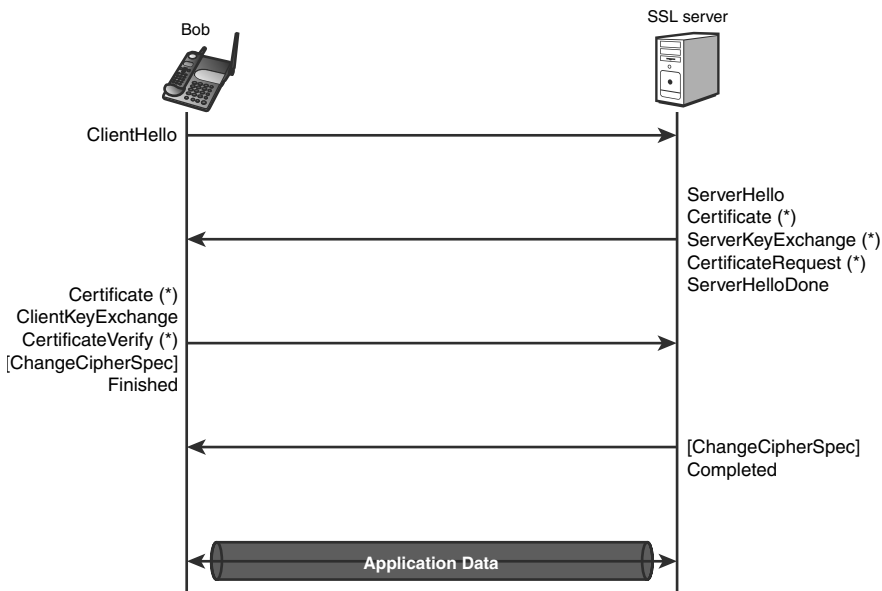 Bob
SSL server
ClientHello
ServerHello
Certificate (*)
ServerKeyExchange (*)
CertificateRequest (*)
ServerHelloDone
Certificate (*)
ClientKeyExchange
CertificateVerify (*)
[ChangeCipherSpec]
Finished
[ChangeCipherSpec]
Completed
Application Data